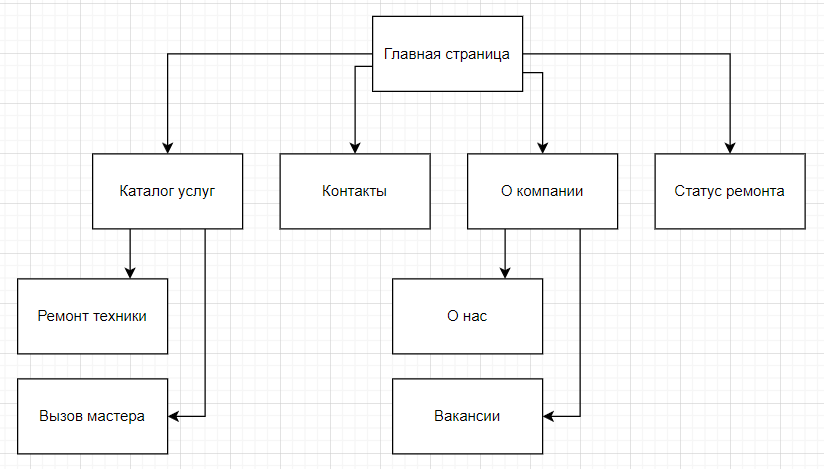 Главная страница
Каталог услуг
Контакты
О компании
Статус ремонта
Ремонт техники
О нас
Вызов мастера
Вакансии